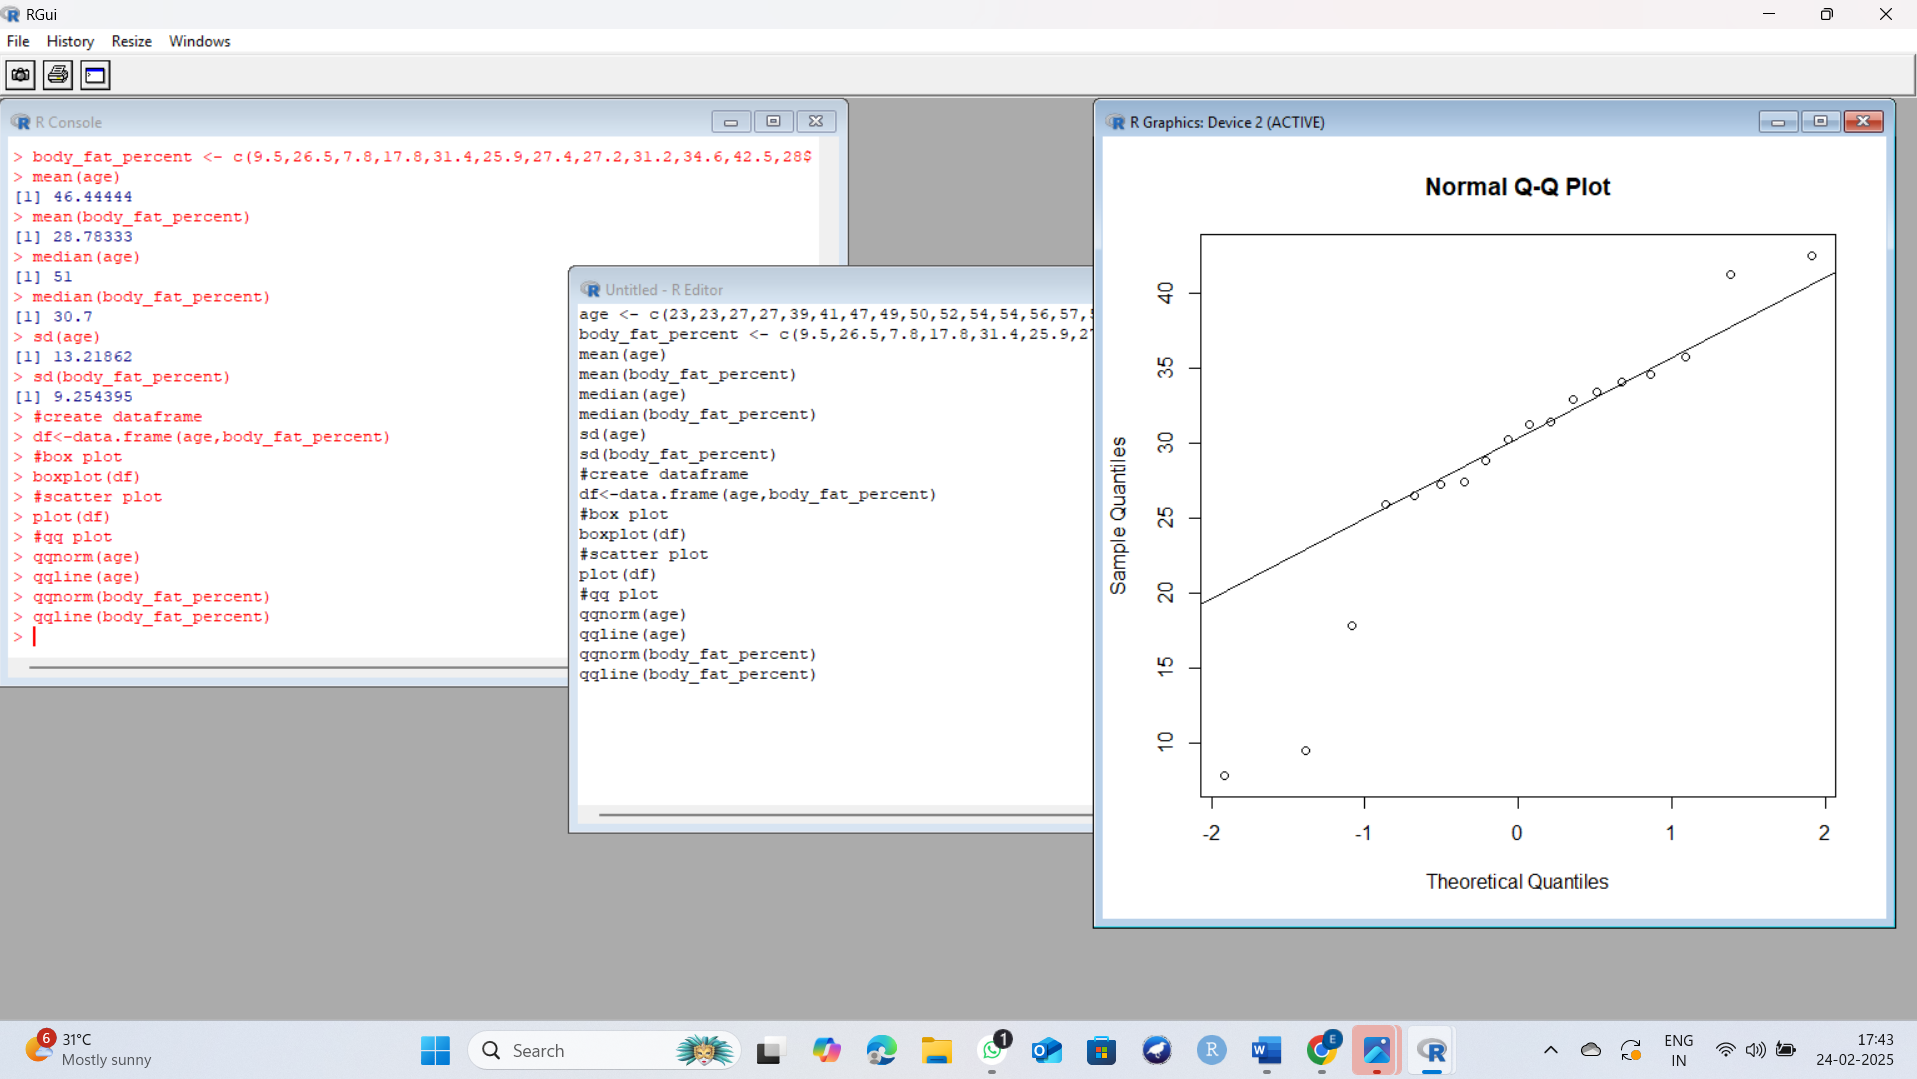 RGui
File History Resize Windows
R Console
> body_fat_percent <- c(9.5,26.5,7.8,17.8,31.4,25.9,27.4,27.2,31.2,34.6,42.5,28$
> mean(age)
[1] 46.44444
> mean(body_fat_percent)
[1] 28.78333
> median(age)
[1] 51
> median(body_fat_percent)
[1] 30.7
> sd(age)
[1] 13.21862
> sd(body_fat_percent)
[1] 9.254395
> #create dataframe
> df<-data.frame(age,body_fat_percent)
> #box plot
> boxplot(df)
> #scatter plot
> plot(df)
> #qq plot
> qqnorm(age)
> qqline(age)
> qqnorm(body_fat_percent)
> qqline(body_fat_percent)
>
Untitled - R Editor
age <- c(23,23,27,27,39,41,47,49,50,52,54,54,56,57,5
body_fat_percent <- c(9.5,26.5,7.8,17.8,31.4,25.9,27
mean(age)
mean(body_fat_percent)
median(age)
median(body_fat_percent)
sd(age)
sd(body_fat_percent)
#create dataframe
df<-data.frame(age,body_fat_percent)
#box plot
boxplot(df)
#scatter plot
plot(df)
#qq plot
qqnorm(age)
qqline(age)
qqnorm(body_fat_percent)
qqline(body_fat_percent)
R Graphics: Device 2 (ACTIVE)
Normal Q-Q Plot
40
35
30
25
20
15
10
Sample Quantiles
-2 -1 0 1 2
Theoretical Quantiles
6
31°C
Mostly sunny
Search
1
E
ENG
IN
17:43
24-02-2025